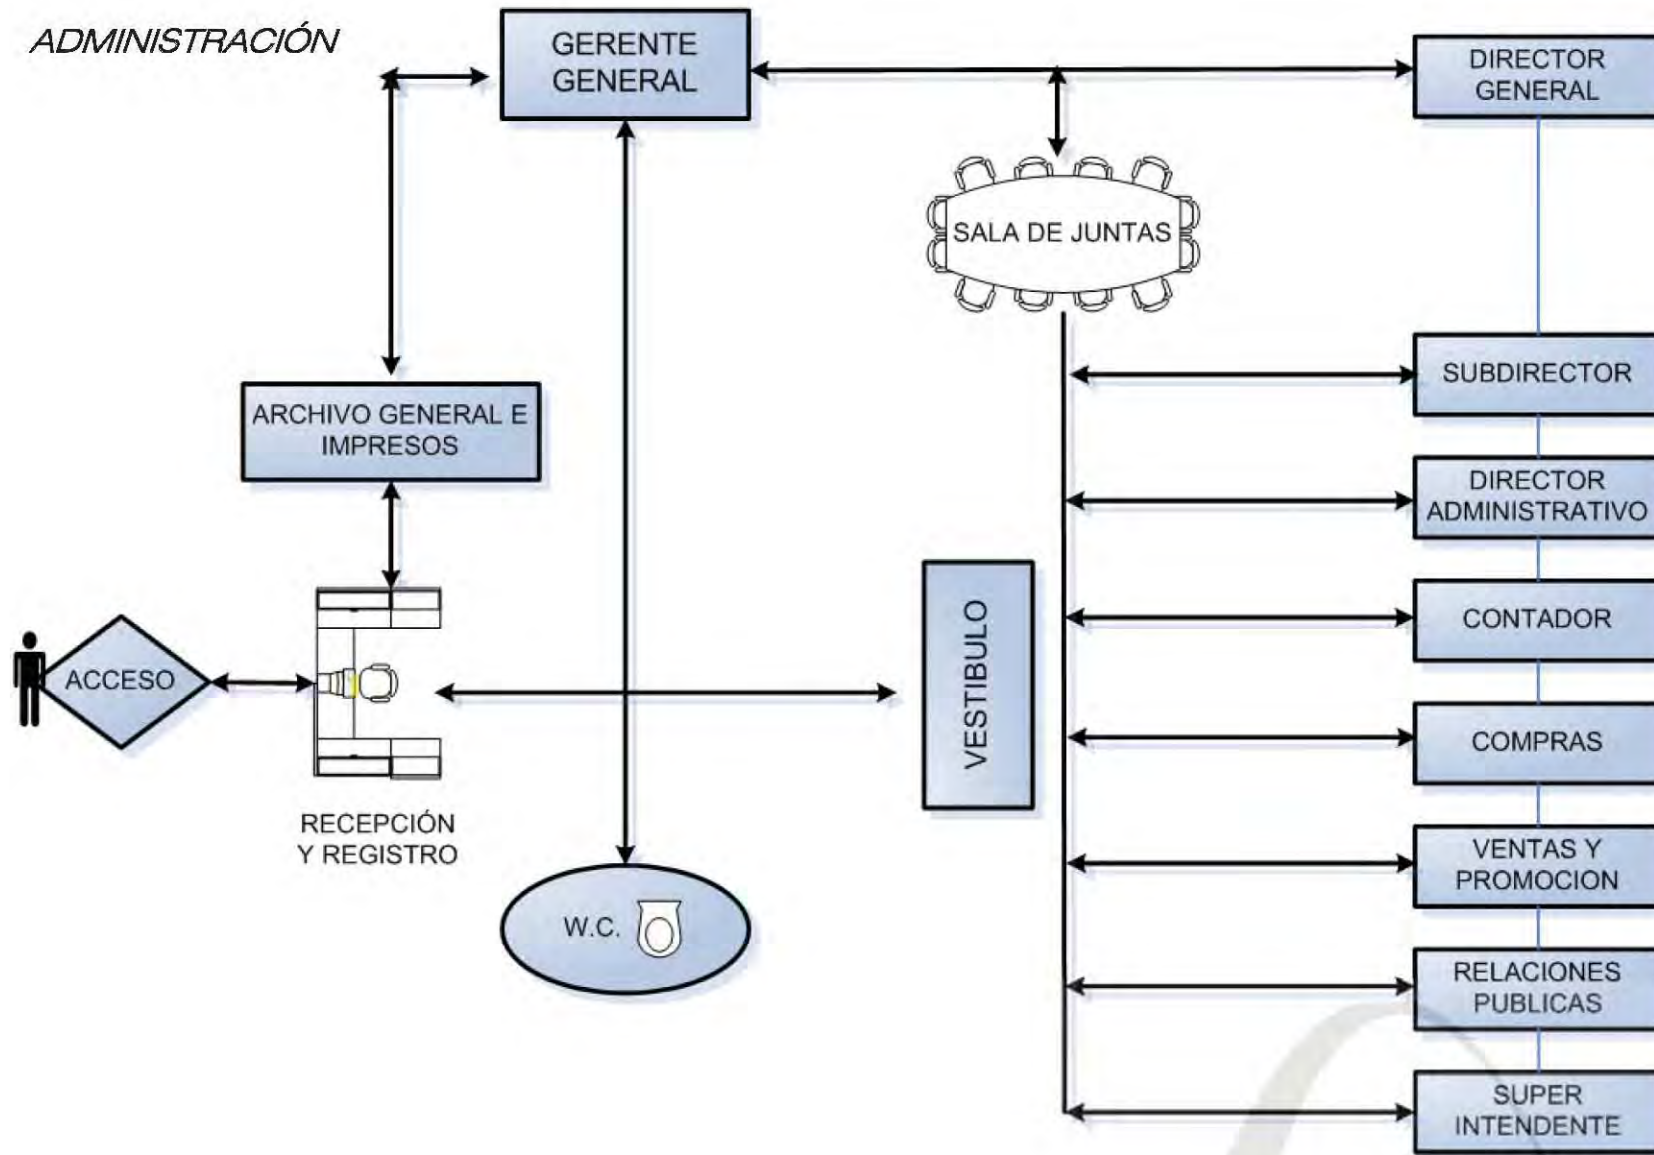 ADMINISTRACIÓN
GERENTE
GENERAL
DIRECTOR
GENERAL
SALA DE JUNTAS
SUBDIRECTOR
ARCHIVO GENERAL E
IMPRESOS
DIRECTOR
ADMINISTRATIVO
CONTADOR
ACCESO
VESTIBULO
COMPRAS
RECEPCIÓN
Y REGISTRO
VENTAS Y
PROMOCION
W.C.
RELACIONES
PUBLICAS
SUPER
INTENDENTE